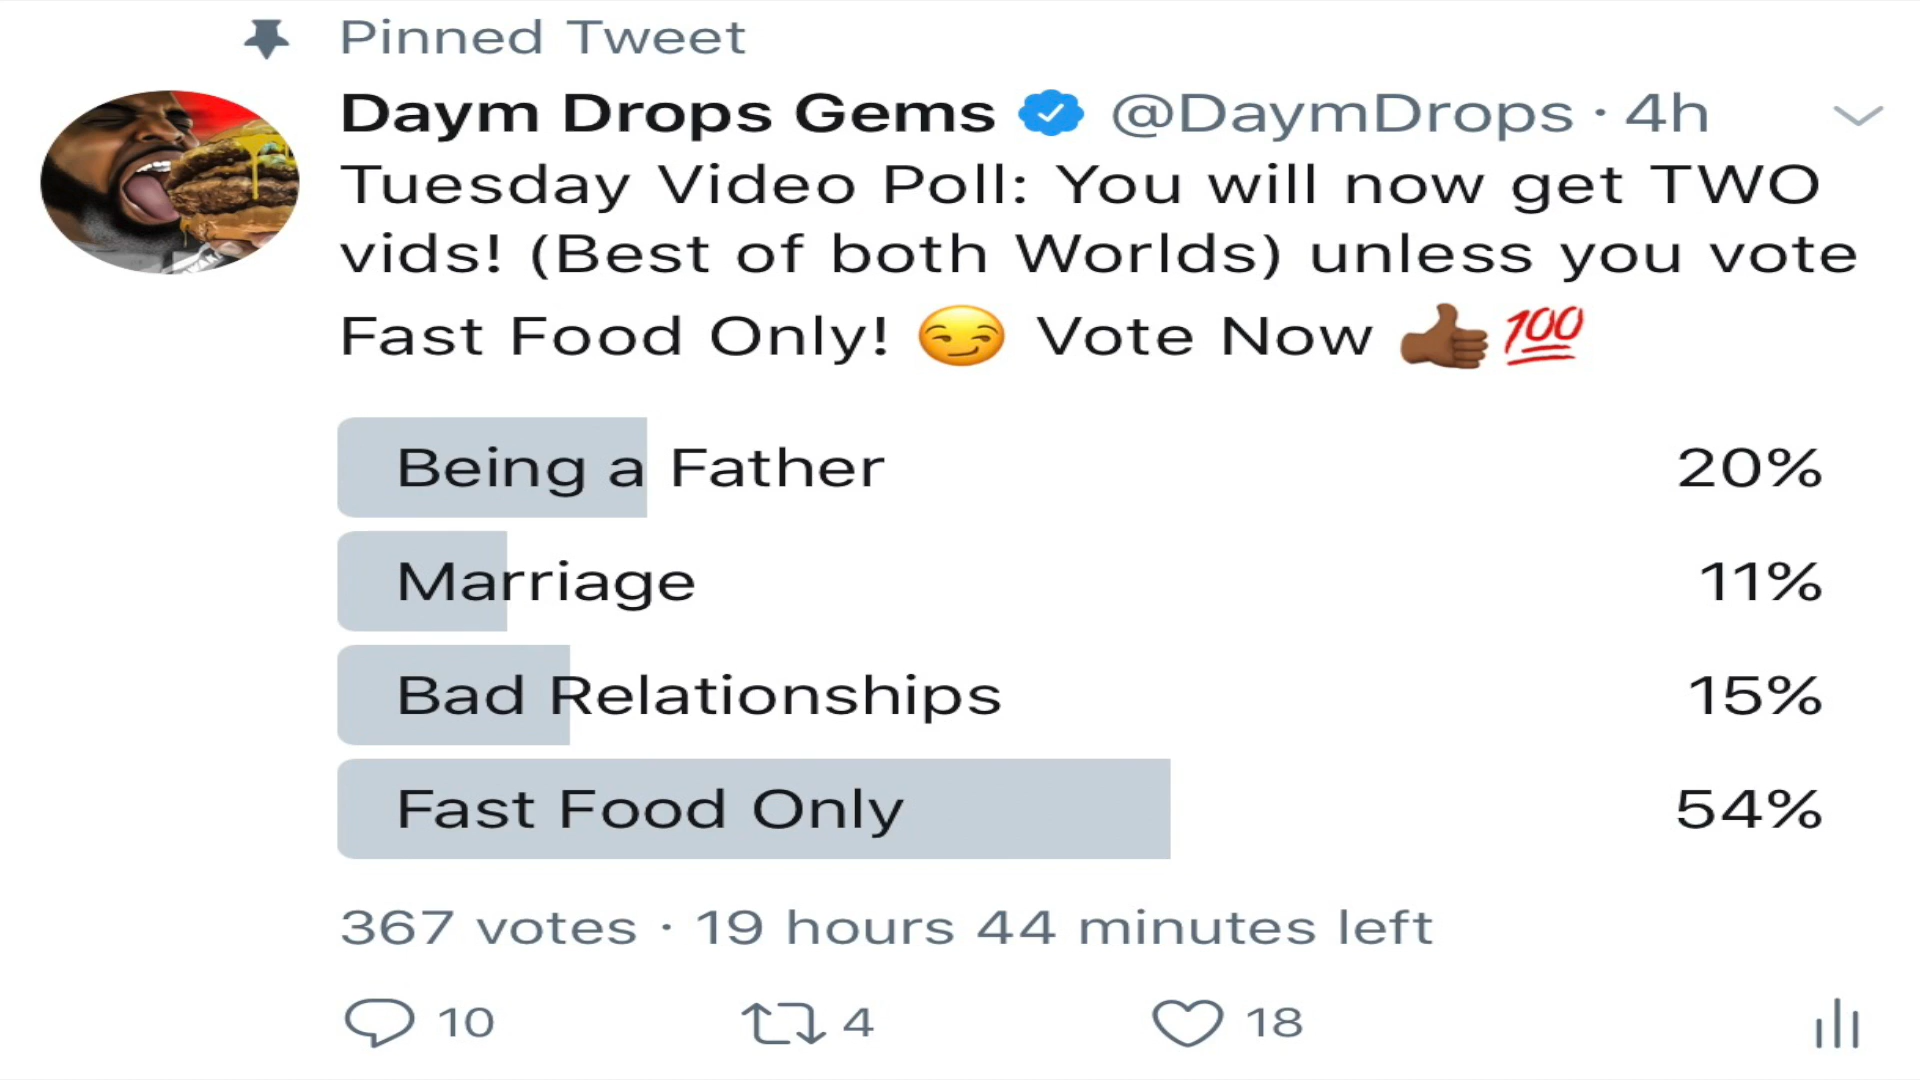 Pinned Tweet
Daym Drops Gems @DaymDrops · 4h
Tuesday Video Poll: You will now get TWO
vids! (Best of both Worlds) unless you vote
Fast Food Only! 😏 Vote Now 👍🏾💯
Being a Father 20%
Marriage 11%
Bad Relationships 15%
Fast Food Only 54%
367 votes · 19 hours 44 minutes left
10 4 18